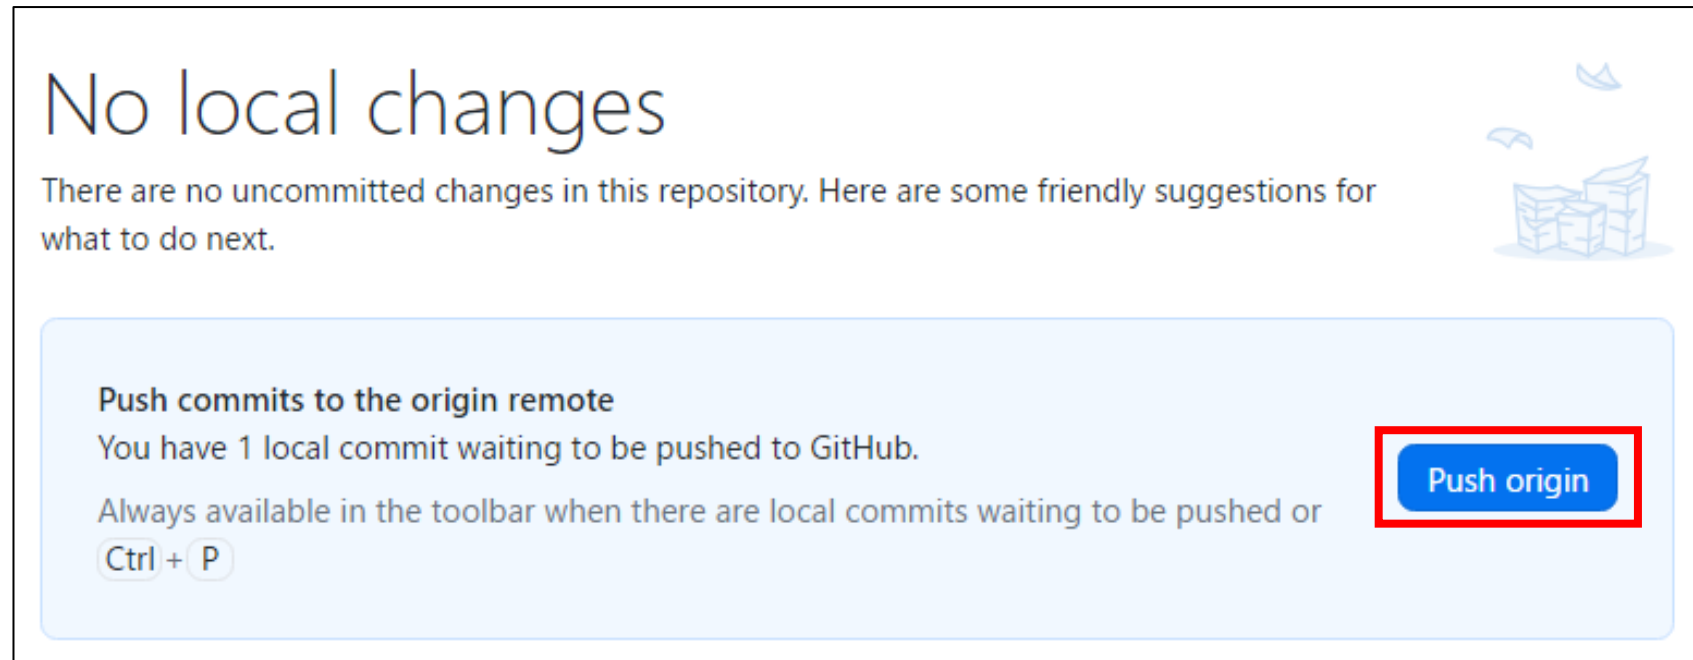 No local changes
There are no uncommitted changes in this repository. Here are some friendly suggestions for
what to do next.
Push commits to the origin remote
You have 1 local commit waiting to be pushed to GitHub.
Always available in the toolbar when there are local commits waiting to be pushed or
Ctrl + P
Push origin